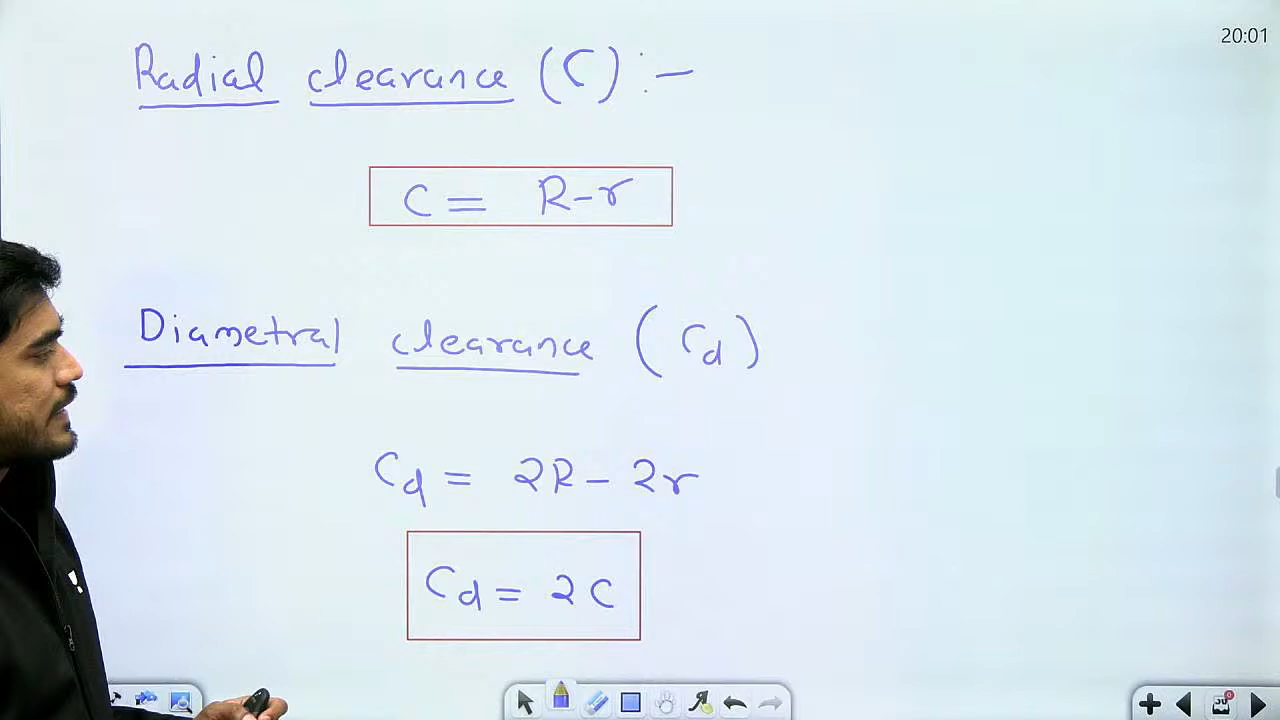 20:01
Radial clearance (C) :-
C = R-r
Diametral clearance (Cd)
Cd = 2R - 2r
Cd = 2C